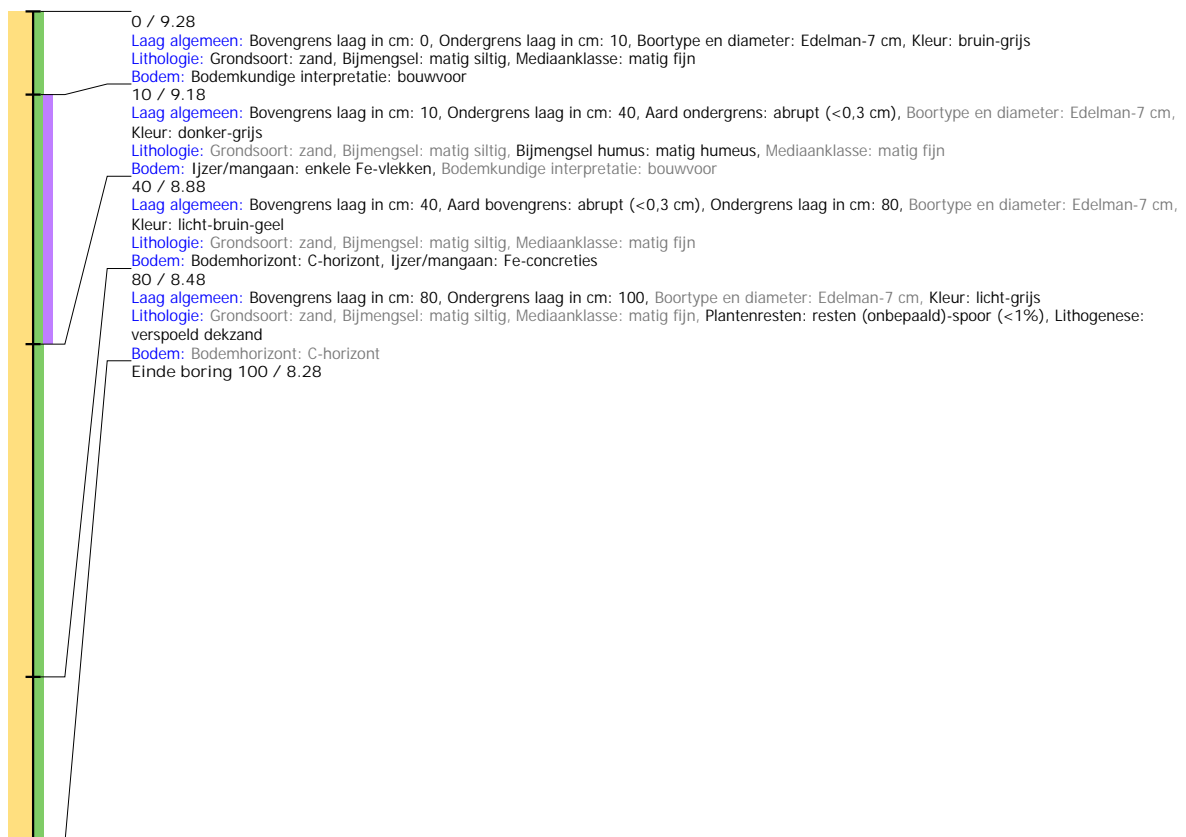 0 / 9.28
Laag algemeen: Bovengrens laag in cm: 0, Ondergrens laag in cm: 10, Boortype en diameter: Edelman-7 cm, Kleur: bruin-grijs
Lithologie: Grondsoort: zand, Bijmengsel: matig siltig, Mediaanklasse: matig fijn
Bodem: Bodemkundige interpretatie: bouwvoor
10 / 9.18
Laag algemeen: Bovengrens laag in cm: 10, Ondergrens laag in cm: 40, Aard ondergrens: abrupt (<0,3 cm), Boortype en diameter: Edelman-7 cm,
Kleur: donker-grijs
Lithologie: Grondsoort: zand, Bijmengsel: matig siltig, Bijmengsel humus: matig humeus, Mediaanklasse: matig fijn
Bodem: Ijzer/mangaan: enkele Fe-vlekken, Bodemkundige interpretatie: bouwvoor
40 / 8.88
Laag algemeen: Bovengrens laag in cm: 40, Aard bovengrens: abrupt (<0,3 cm), Ondergrens laag in cm: 80, Boortype en diameter: Edelman-7 cm,
Kleur: licht-bruin-geel
Lithologie: Grondsoort: zand, Bijmengsel: matig siltig, Mediaanklasse: matig fijn
Bodem: Bodemhorizont: C-horizont, Ijzer/mangaan: Fe-concreties
80 / 8.48
Laag algemeen: Bovengrens laag in cm: 80, Ondergrens laag in cm: 100, Boortype en diameter: Edelman-7 cm, Kleur: licht-grijs
Lithologie: Grondsoort: zand, Bijmengsel: matig siltig, Mediaanklasse: matig fijn, Plantenresten: resten (onbepaald)-spoor (<1%), Lithogenese:
verspoeld dekzand
Bodem: Bodemhorizont: C-horizont
Einde boring 100 / 8.28